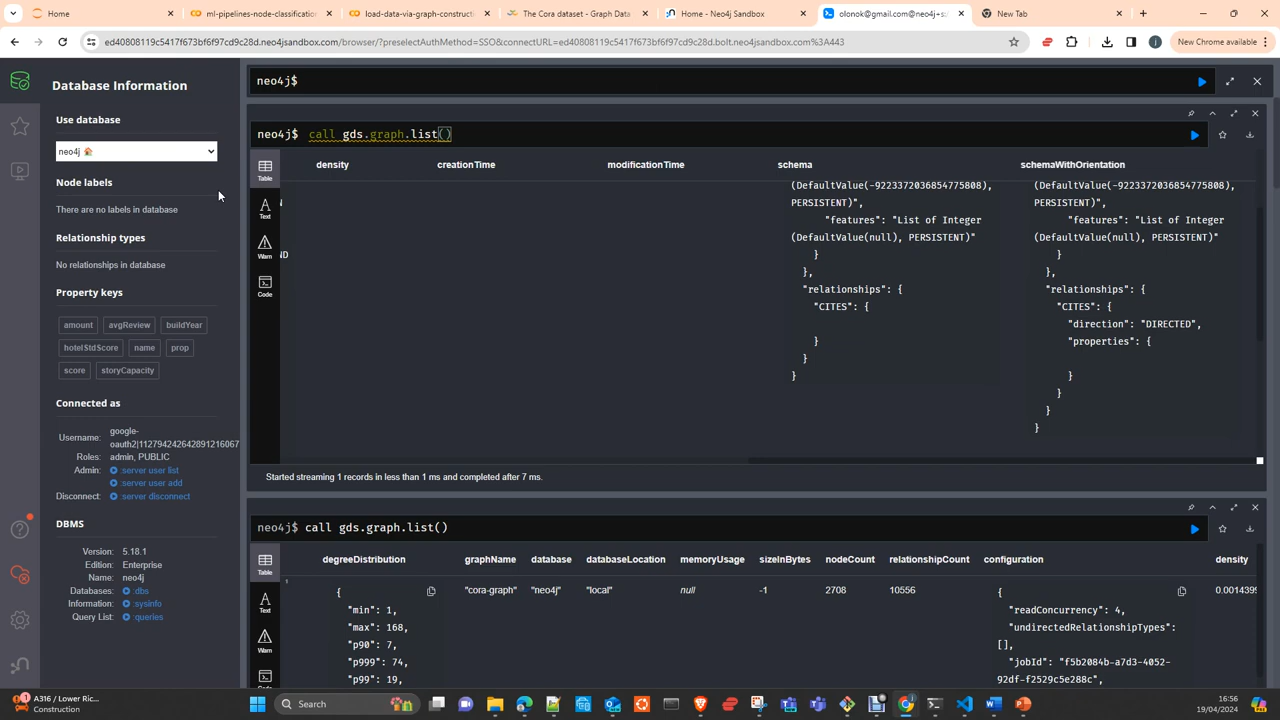 Home
ml-pipelines-node-classification
load-data-via-graph-constructi
The Cora dataset - Graph Data
Home - Neo4j Sandbox
olonok@gmail.com@neo4j+s:
New Tab
ed40808119c5417f673bf6f97cd9c28d.neo4jsandbox.com/browser/?preselectAuthMethod=SSO&connectURL=ed40808119c5417f673bf6f97cd9c28d.bolt.neo4jsandbox.com%3A443
New Chrome available
Database Information
Use database
neo4j
Node labels
There are no labels in database
Relationship types
No relationships in database
Property keys
amount avgReview buildYear
hotelStdScore name prop
score storyCapacity
Connected as
Username: google-
oauth2|112794242642891216067
Roles: admin, PUBLIC
Admin: :server user list
:server user add
Disconnect: :server disconnect
DBMS
Version: 5.18.1
Edition: Enterprise
Name: neo4j
Databases: :dbs
Information: :sysinfo
Query List: :queries
neo4j$
neo4j$ call gds.graph.list()
Table
Text
Warn
Code
density creationTime modificationTime schema schemaWithOrientation
ND
(DefaultValue(-9223372036854775808),
PERSISTENT)",
"features": "List of Integer
(DefaultValue(null), PERSISTENT)"
}
},
"relationships": {
"CITES": {
}
}
}
(DefaultValue(-9223372036854775808),
PERSISTENT)",
"features": "List of Integer
(DefaultValue(null), PERSISTENT)"
}
},
"relationships": {
"CITES": {
"direction": "DIRECTED",
"properties": {
}
}
}
}
Started streaming 1 records in less than 1 ms and completed after 7 ms.
neo4j$ call gds.graph.list()
Table
Text
Warn
Code
degreeDistribution graphName database databaseLocation memoryUsage sizeInBytes nodeCount relationshipCount configuration density
1
{
"min": 1,
"max": 168,
"p90": 7,
"p999": 74,
"p99": 19,
"cora-graph" "neo4j" "local" null -1 2708 10556
{
"readConcurrency": 4,
"undirectedRelationshipTypes":
[],
"jobId": "f5b2084b-a7d3-4052-
92df-f2529c5e288c",
0.0014399
A316 / Lower Ric...
Construction
Search
16:56
19/04/2024